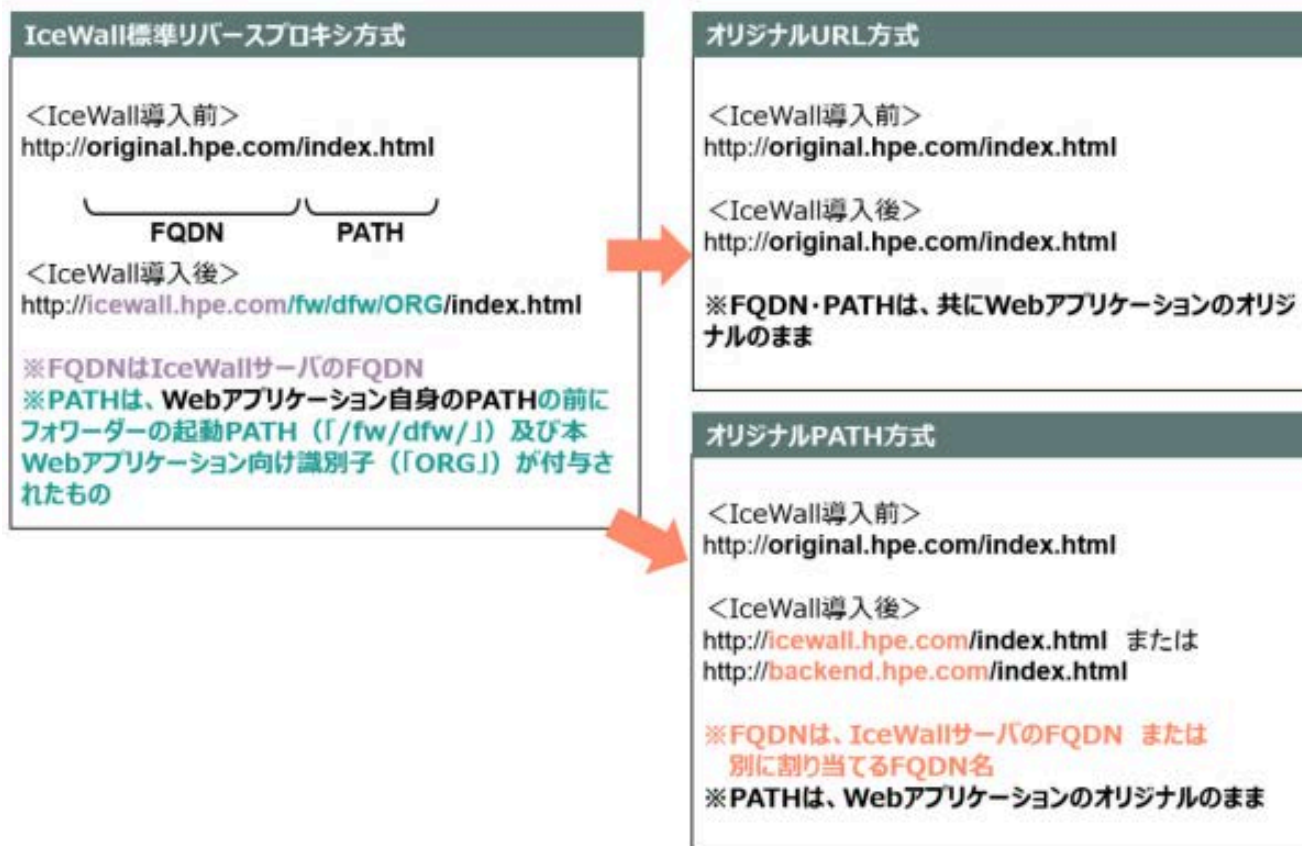 IceWall標準リバースプロキシ方式
<IceWall導入前>
http://original.hpe.com/index.html
FQDN PATH
<IceWall導入後>
http://icewall.hpe.com/fw/dfw/ORG/index.html
※FQDNはIceWallサーバのFQDN
※PATHは、Webアプリケーション自身のPATHの前に
フォワーダーの起動PATH（「/fw/dfw/」）及び本
Webアプリケーション向け識別子（「ORG」）が付与さ
れたもの
オリジナルURL方式
<IceWall導入前>
http://original.hpe.com/index.html
<IceWall導入後>
http://original.hpe.com/index.html
※FQDN・PATHは、共にWebアプリケーションのオリジ
ナルのまま
オリジナルPATH方式
<IceWall導入前>
http://original.hpe.com/index.html
<IceWall導入後>
http://icewall.hpe.com/index.html または
http://backend.hpe.com/index.html
※FQDNは、IceWallサーバのFQDN または
別に割り当てるFQDN名
※PATHは、Webアプリケーションのオリジナルのまま